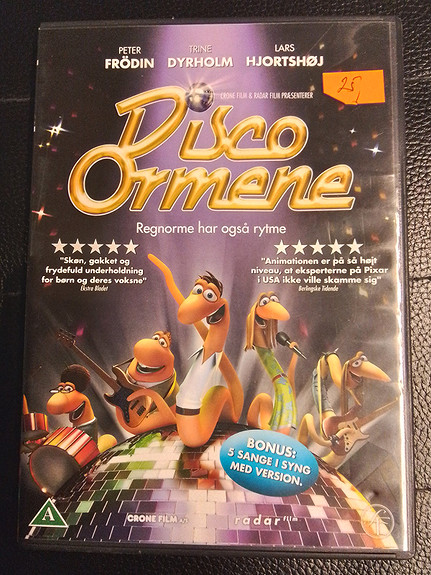 PETER
FRÖDIN
TRINE
DYRHOLM
LARS
HJORTSHØJ
CRONE FILM & RADAR FILM PRÆSENTERER
25,
Disco
Ormene
Regnorme har også rytme
"Skøn, gakket og
frydefuld underholdning
for børn og deres voksne"
Ekstra Bladet
"Animationen er på så højt
niveau, at eksperterne på Pixar
i USA ikke ville skamme sig"
Berlingske Tidende
BONUS:
5 SANGE I SYNG
MED VERSION.
A
CRONE FILM
radar film